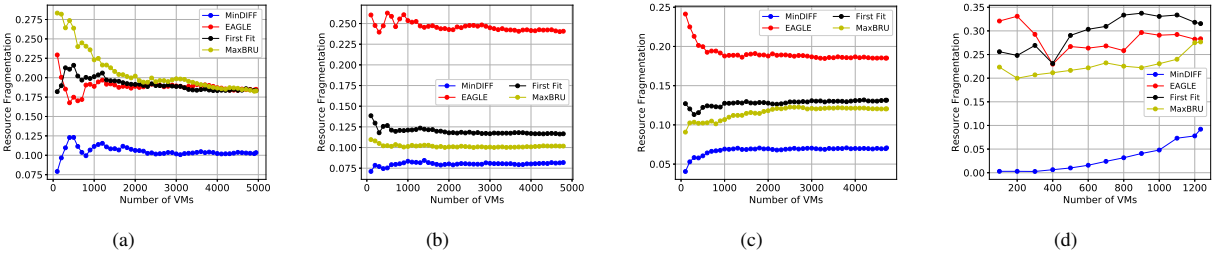 Resource Fragmentation
0.275
0.250
0.225
0.200
0.175
0.150
0.125
0.100
0.075
0 1000 2000 3000 4000 5000
Number of VMs
MinDIFF First Fit
EAGLE MaxBRU
(a)
Resource Fragmentation
0.250
0.225
0.200
0.175
0.150
0.125
0.100
0.075
0 1000 2000 3000 4000 5000
Number of VMs
MinDIFF First Fit
EAGLE MaxBRU
(b)
Resource Fragmentation
0.25
0.20
0.15
0.10
0.05
0 1000 2000 3000 4000
Number of VMs
MinDIFF First Fit
EAGLE MaxBRU
(c)
Resource Fragmentation
0.35
0.30
0.25
0.20
0.15
0.10
0.05
0.00
200 400 600 800 1000 1200
Number of VMs
MinDIFF
EAGLE
First Fit
MaxBRU
(d)